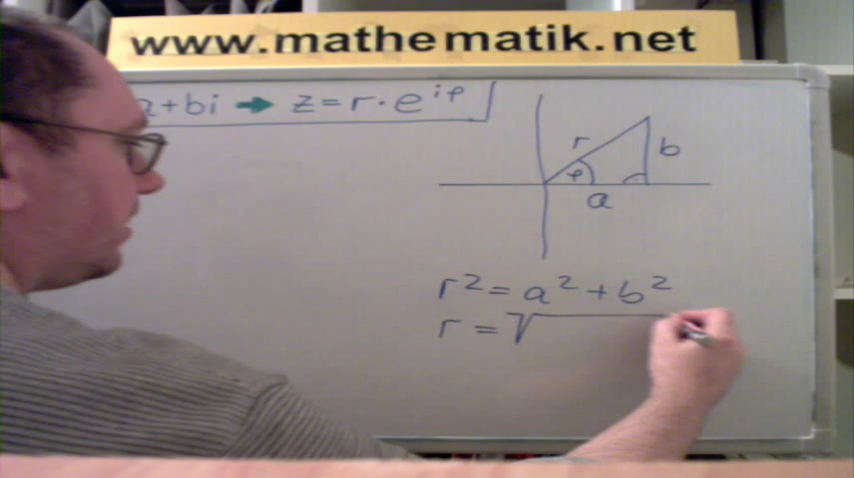 www.mathematik.net
a+bi → z=r·e^{iφ}
r
b
φ
a
r²=a²+b²
r=√